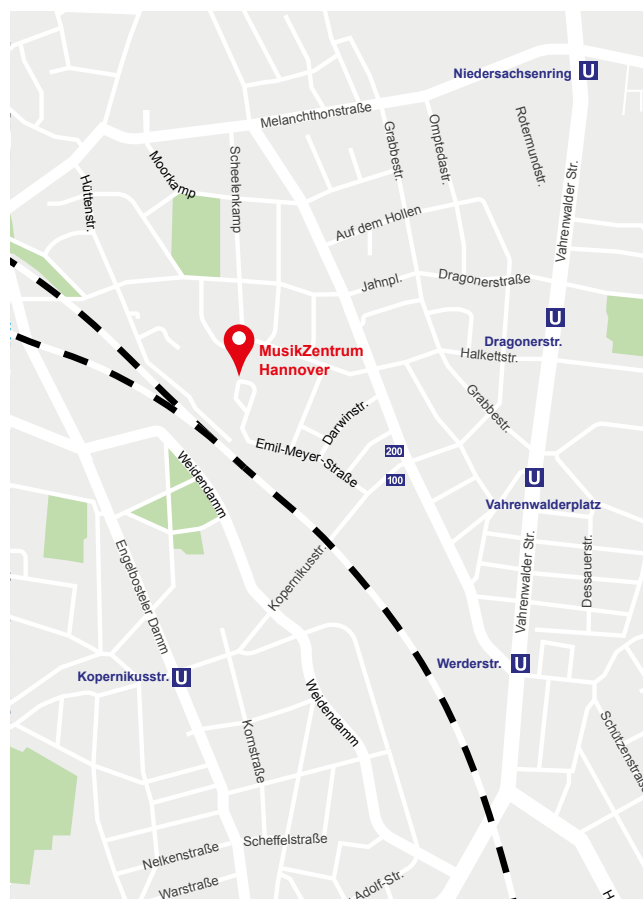 Niedersachsenring
U
Melanchthonstraße
Rotermundstr.
Omptedastr.
Grabbestr.
Moorkamp
Scheelenkamp
Hüttenstr.
Vahrenwalder Str.
Auf dem Hollen
Jahnpl.
Dragonerstraße
U
Dragonerstr.
MusikZentrum
Hannover
Halkettstr.
Grabbestr.
Darwinstr.
Emil-Meyer-Straße
200
100
U
Vahrenwalderplatz
Weidendamm
Engelbosteler Damm
Kopernikusstr.
Vahrenwalder Str.
Dessauerstr.
Werderstr.
U
Kopernikusstr.
U
Weidendamm
Kornstraße
Schützenstraße
Scheffelstraße
Nelkenstraße
Warstraße
Adolf-Str.
H